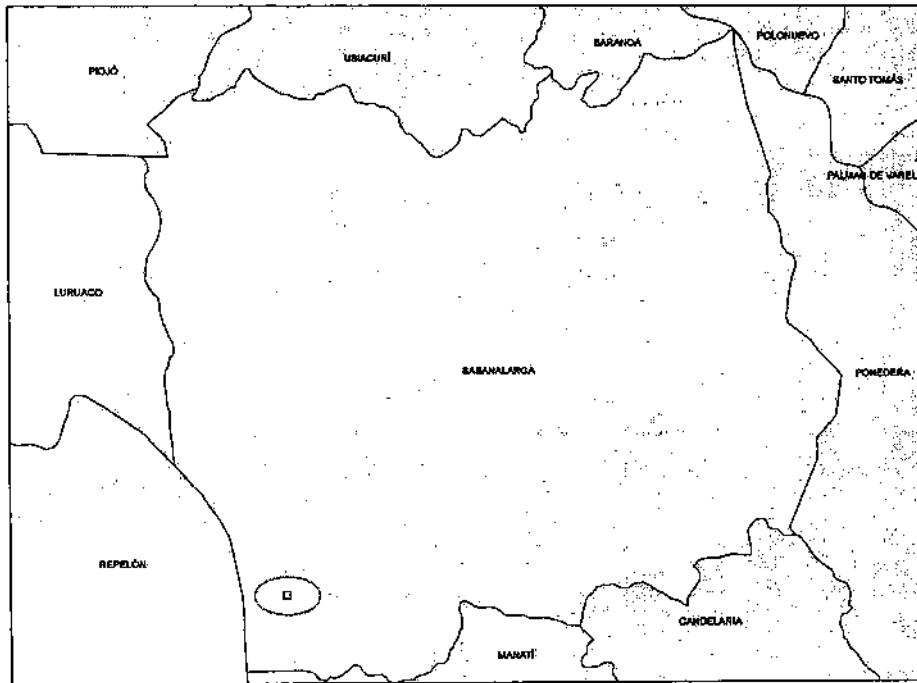 POLONUEVO
BARANOA
USIACURÍ
PIOJÓ
SANTO TOMÁS
PALMAR DE VAREL
LURUACO
SABANALARGA
PONEDERA
REPELÓN
CANDELARIA
MANATÍ